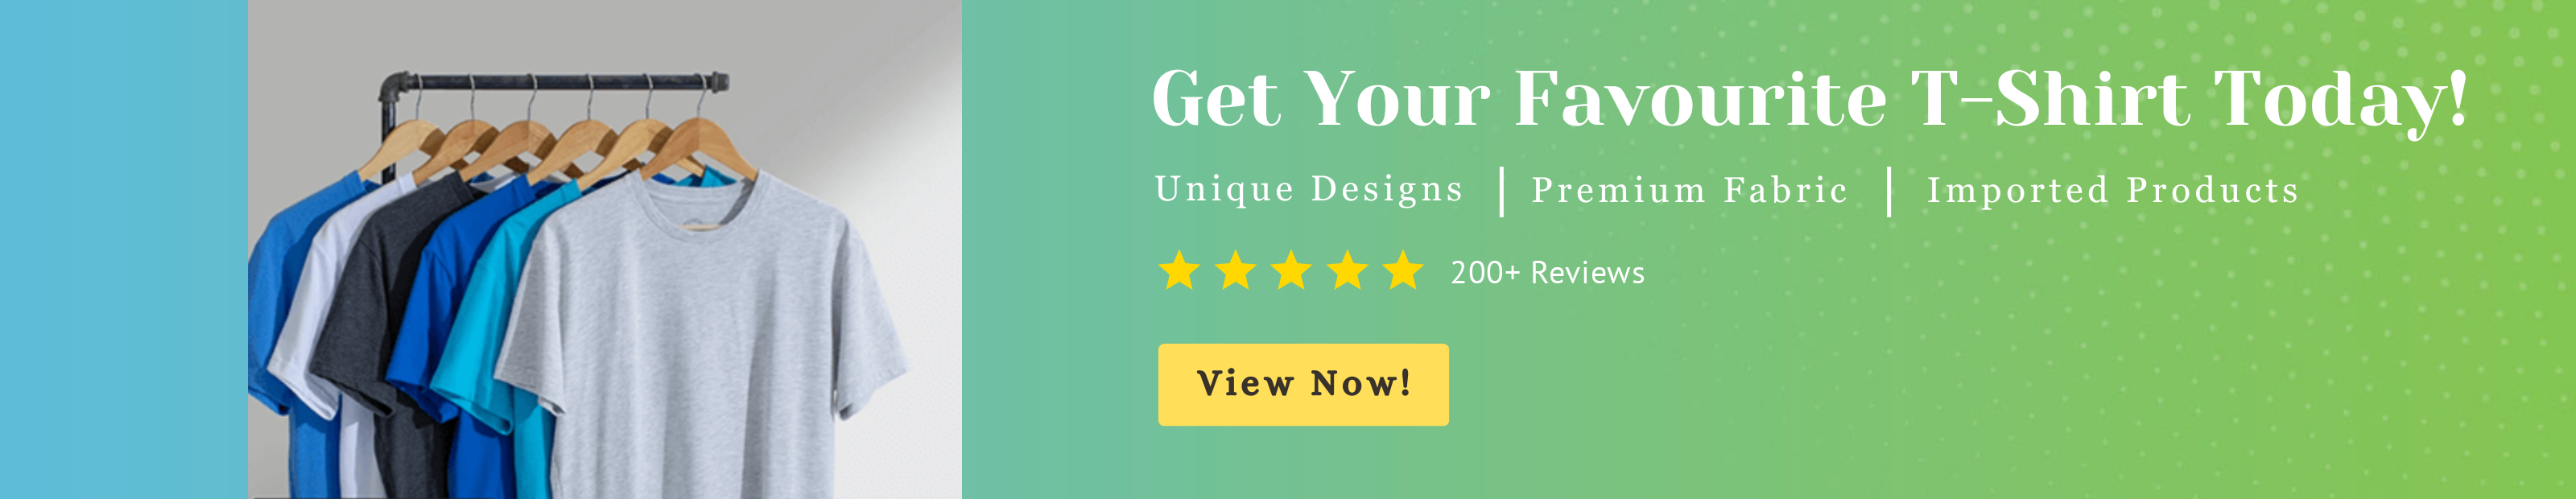 Get Your Favourite T-Shirt Today!
Unique Designs | Premium Fabric | Imported Products
200+ Reviews
View Now!